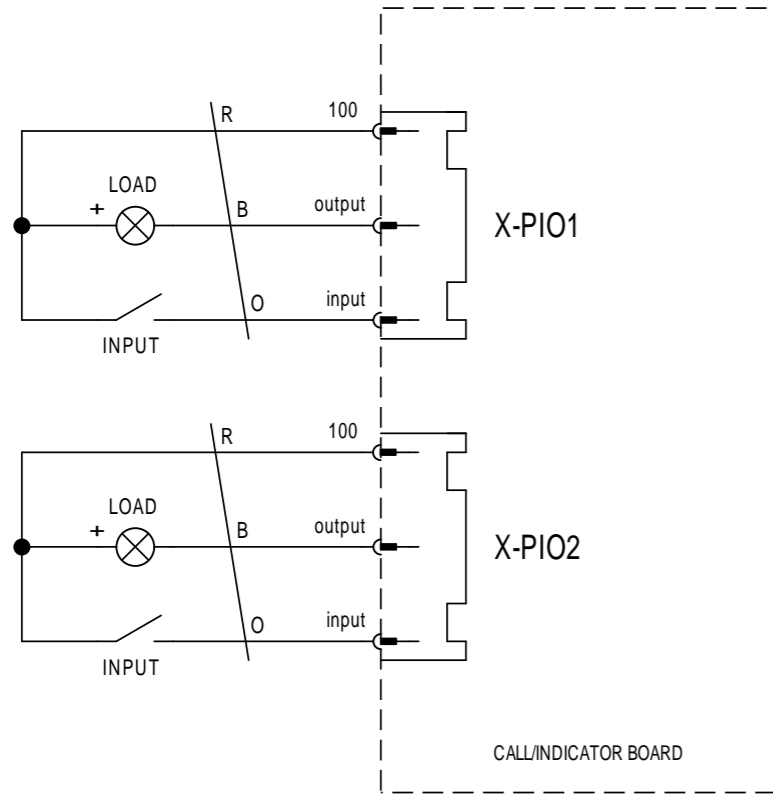 R
100
LOAD
+
B
output
X-PIO1
O
input
INPUT
R
100
LOAD
+
B
output
X-PIO2
O
input
INPUT
CALL/INDICATOR BOARD